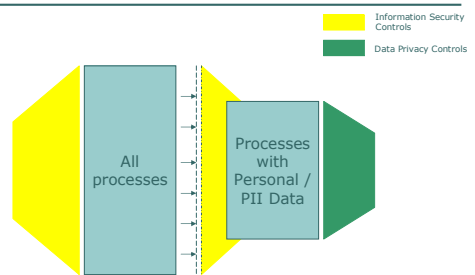 Information Security
Controls
Data Privacy Controls
All
processes
Processes
with
Personal /
PII Data